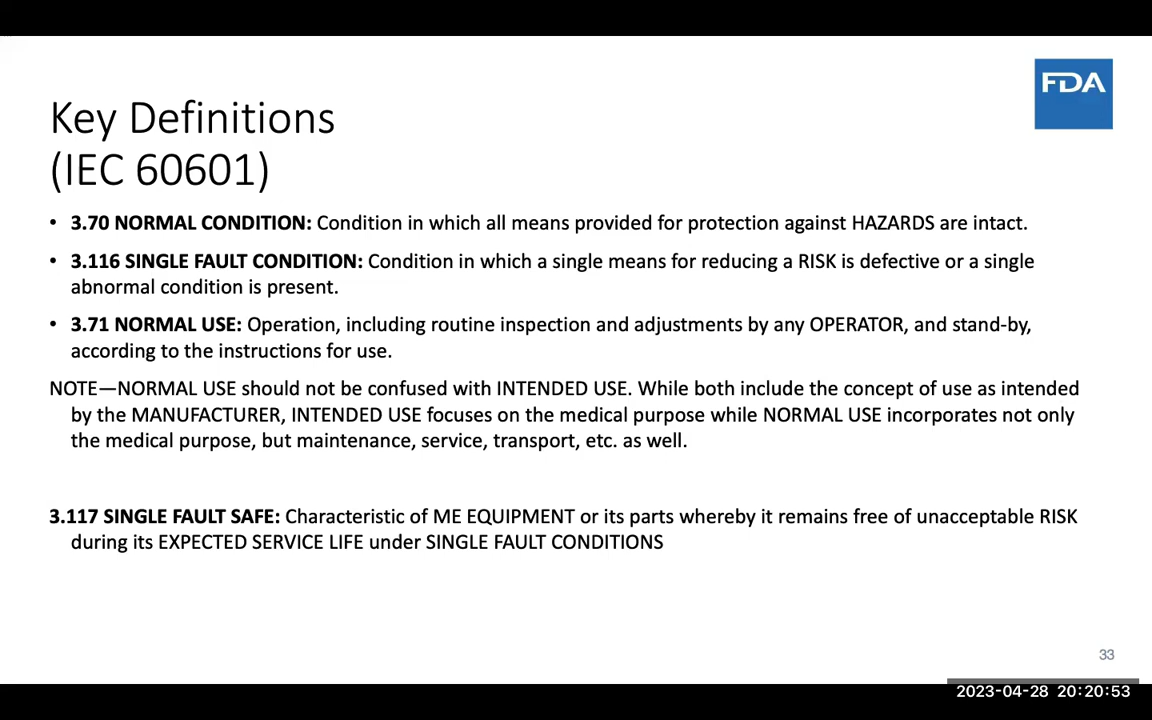 FDA
Key Definitions
(IEC 60601)
• 3.70 NORMAL CONDITION: Condition in which all means provided for protection against HAZARDS are intact.
• 3.116 SINGLE FAULT CONDITION: Condition in which a single means for reducing a RISK is defective or a single
abnormal condition is present.
• 3.71 NORMAL USE: Operation, including routine inspection and adjustments by any OPERATOR, and stand-by,
according to the instructions for use.
NOTE—NORMAL USE should not be confused with INTENDED USE. While both include the concept of use as intended
by the MANUFACTURER, INTENDED USE focuses on the medical purpose while NORMAL USE incorporates not only
the medical purpose, but maintenance, service, transport, etc. as well.
3.117 SINGLE FAULT SAFE: Characteristic of ME EQUIPMENT or its parts whereby it remains free of unacceptable RISK
during its EXPECTED SERVICE LIFE under SINGLE FAULT CONDITIONS
33
2023-04-28 20:20:53